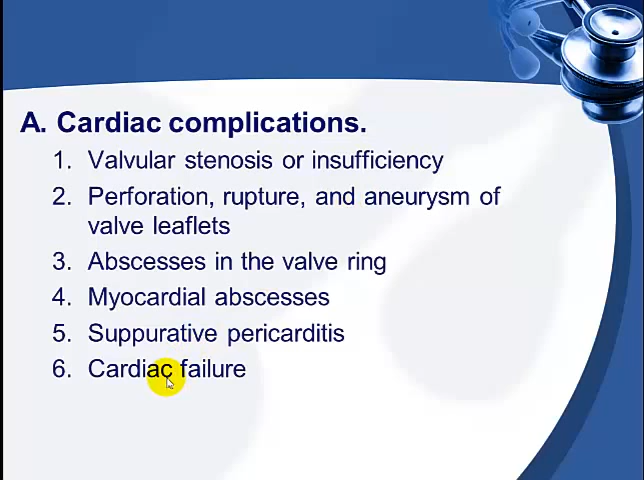 A. Cardiac complications.
1. Valvular stenosis or insufficiency
2. Perforation, rupture, and aneurysm of
valve leaflets
3. Abscesses in the valve ring
4. Myocardial abscesses
5. Suppurative pericarditis
6. Cardiac failure